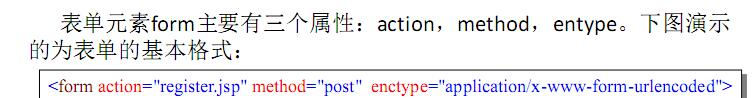 表单元素form主要有三个属性：action，method，entype。下图演示
的为表单的基本格式：
<form action="register.jsp" method="post"  enctype="application/x-www-form-urlencoded">